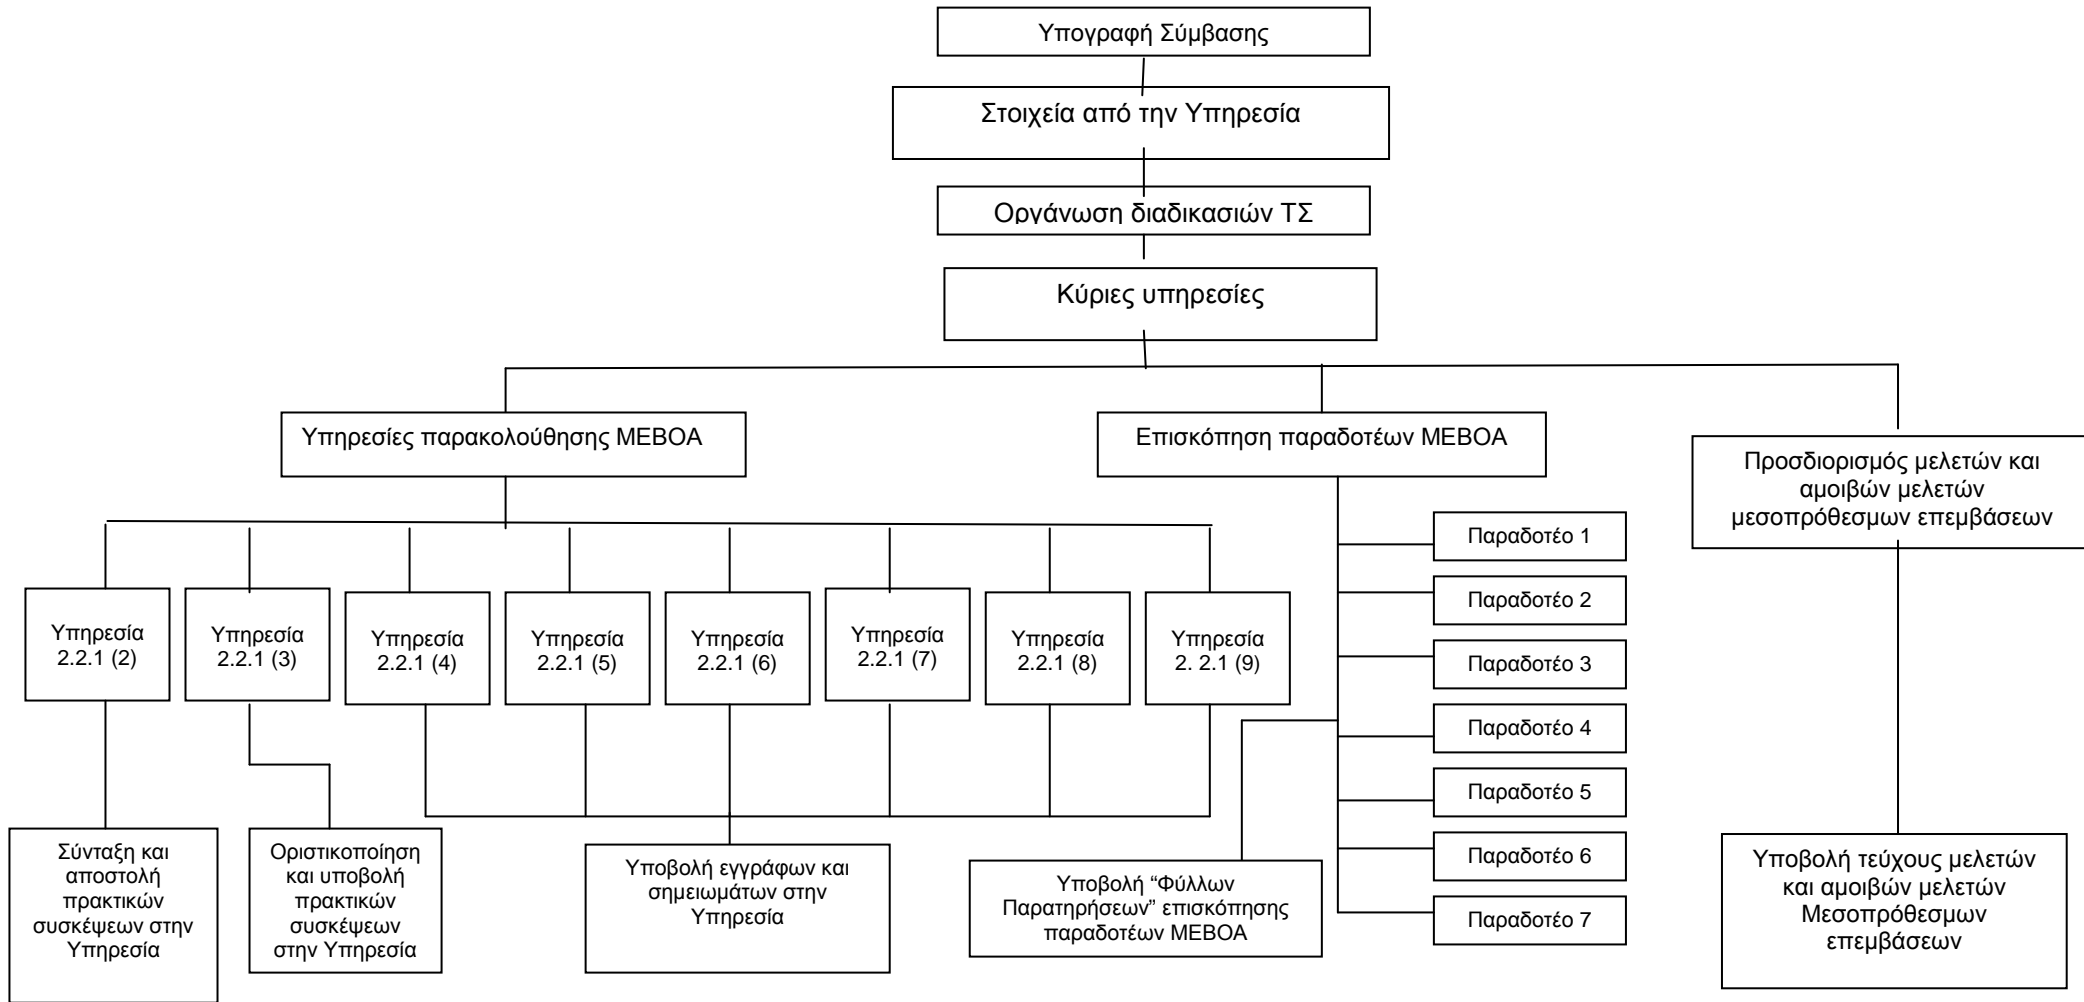 Υπογραφή Σύμβασης
Στοιχεία από την Υπηρεσία
Οργάνωση διαδικασιών ΤΣ
Κύριες υπηρεσίες
Υπηρεσίες παρακολούθησης ΜΕΒΟΑ
Επισκόπηση παραδοτέων ΜΕΒΟΑ
Προσδιορισμός μελετών και
αμοιβών μελετών
μεσοπρόθεσμων επεμβάσεων
Υπηρεσία
2.2.1 (2)
Υπηρεσία
2.2.1 (3)
Υπηρεσία
2.2.1 (4)
Υπηρεσία
2.2.1 (5)
Υπηρεσία
2.2.1 (6)
Υπηρεσία
2.2.1 (7)
Υπηρεσία
2.2.1 (8)
Υπηρεσία
2. 2.1 (9)
Παραδοτέο 1
Παραδοτέο 2
Παραδοτέο 3
Παραδοτέο 4
Παραδοτέο 5
Παραδοτέο 6
Παραδοτέο 7
Σύνταξη και
αποστολή
πρακτικών
συσκέψεων στην
Υπηρεσία
Οριστικοποίηση
και υποβολή
πρακτικών
συσκέψεων
στην Υπηρεσία
Υποβολή εγγράφων και
σημειωμάτων στην
Υπηρεσία
Υποβολή “Φύλλων
Παρατηρήσεων” επισκόπησης
παραδοτέων ΜΕΒΟΑ
Υποβολή τεύχους μελετών
και αμοιβών μελετών
Μεσοπρόθεσμων
επεμβάσεων